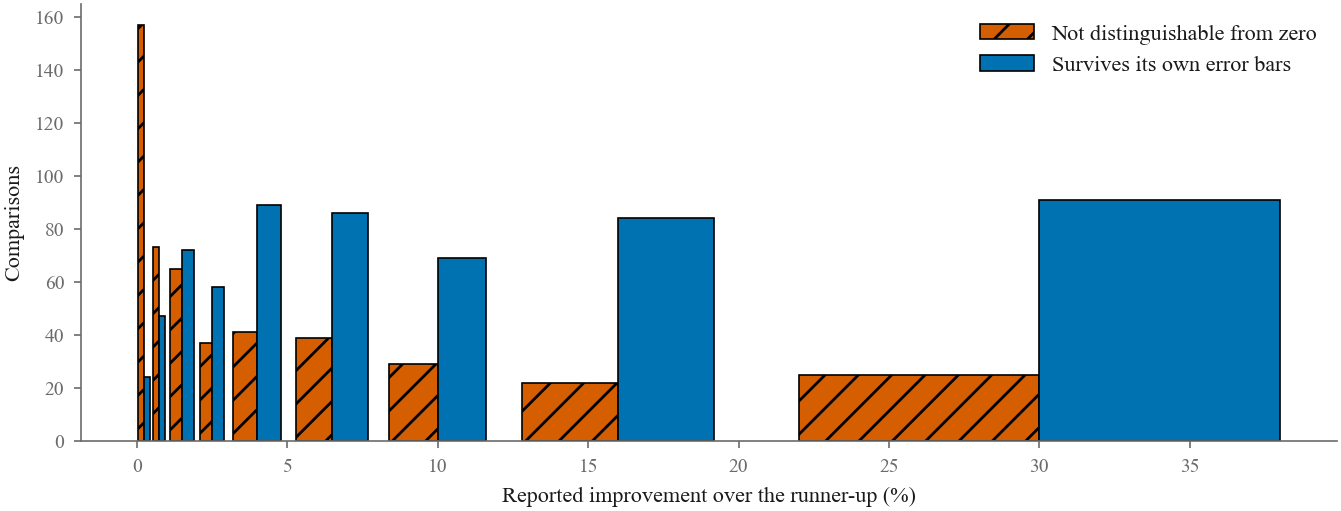 Comparisons
160
140
120
100
80
60
40
20
0
Not distinguishable from zero
Survives its own error bars
0 5 10 15 20 25 30 35
Reported improvement over the runner-up (%)